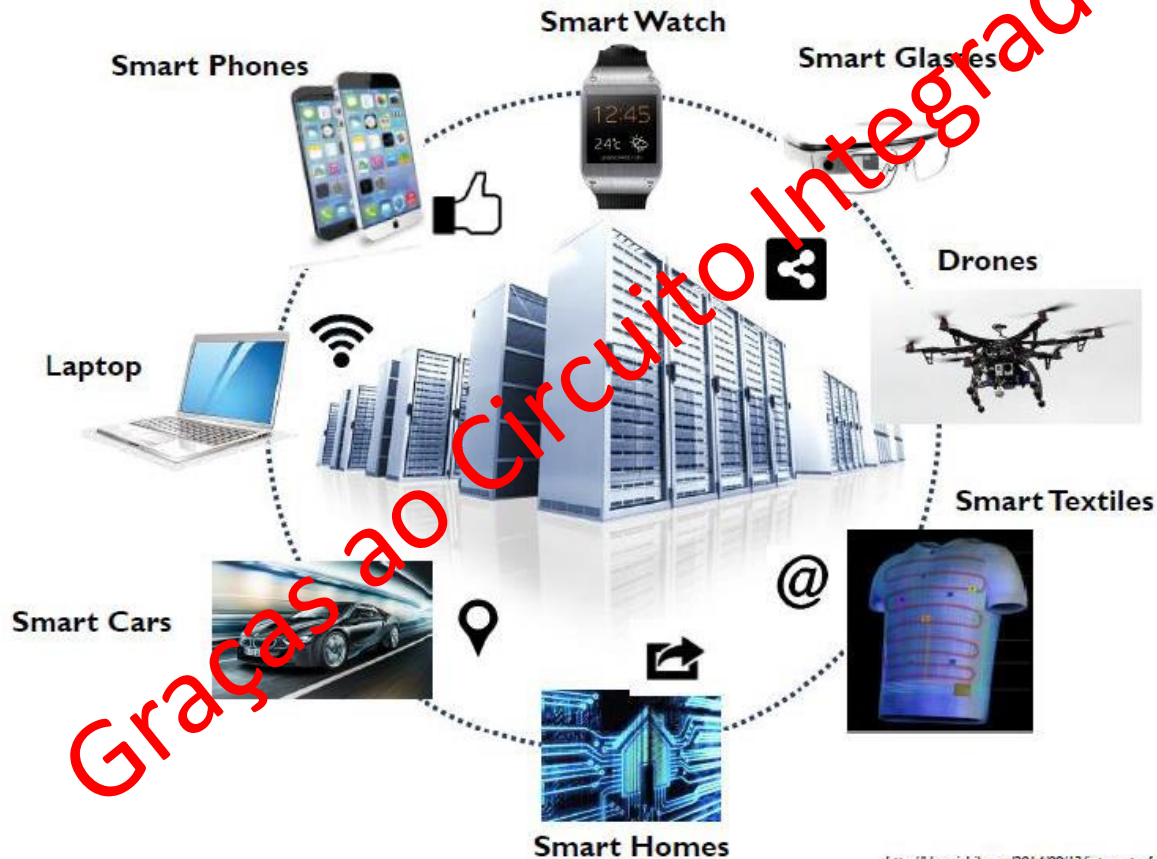 Smart Watch
Smart Phones
Smart Glasses
12:45
24°c
Drones
Laptop
Smart Textiles
@
Smart Cars
Smart Homes
Graças ao Circuito Integrad